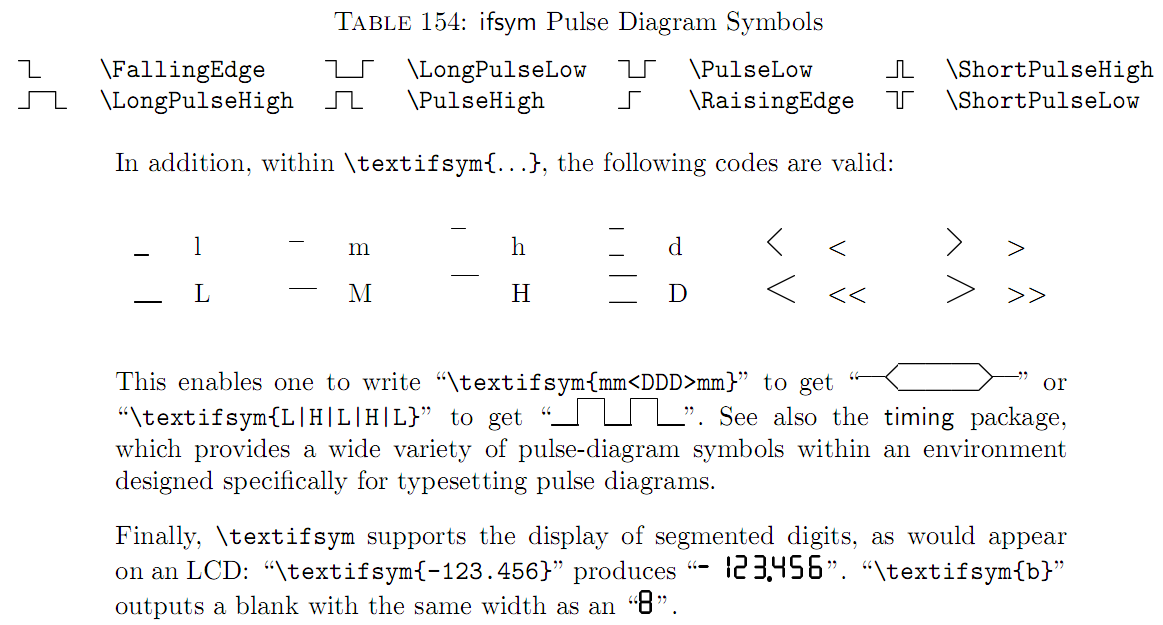 TABLE 154: ifsym Pulse Diagram Symbols
\FallingEdge \LongPulseLow \PulseLow \ShortPulseHigh
\LongPulseHigh \PulseHigh \RaisingEdge \ShortPulseLow
In addition, within \textifsym{...}, the following codes are valid:
l m h d < <  > >
L M H D < << > >>
This enables one to write “\textifsym{mm<DDD>mm}” to get “ ” or
“\textifsym{L|H|L|H|L}” to get “ ”. See also the timing package,
which provides a wide variety of pulse-diagram symbols within an environment
designed specifically for typesetting pulse diagrams.
Finally, \textifsym supports the display of segmented digits, as would appear
on an LCD: “\textifsym{-123.456}” produces “- 123.456”. “\textifsym{b}”
outputs a blank with the same width as an “8”.